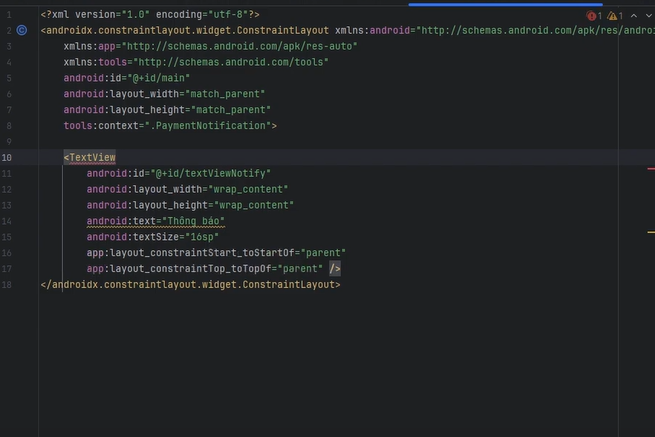 1 <?xml version="1.0" encoding="utf-8"?>
2 <androidx.constraintlayout.widget.ConstraintLayout xmlns:android="http://schemas.android.com/apk/res/androi
3 xmlns:app="http://schemas.android.com/apk/res-auto"
4 xmlns:tools="http://schemas.android.com/tools"
5 android:id="@+id/main"
6 android:layout_width="match_parent"
7 android:layout_height="match_parent"
8 tools:context=".PaymentNotification">
9
10 <TextView
11 android:id="@+id/textViewNotify"
12 android:layout_width="wrap_content"
13 android:layout_height="wrap_content"
14 android:text="Thông báo"
15 android:textSize="16sp"
16 app:layout_constraintStart_toStartOf="parent"
17 app:layout_constraintTop_toTopOf="parent" />
18 </androidx.constraintlayout.widget.ConstraintLayout>
1 1